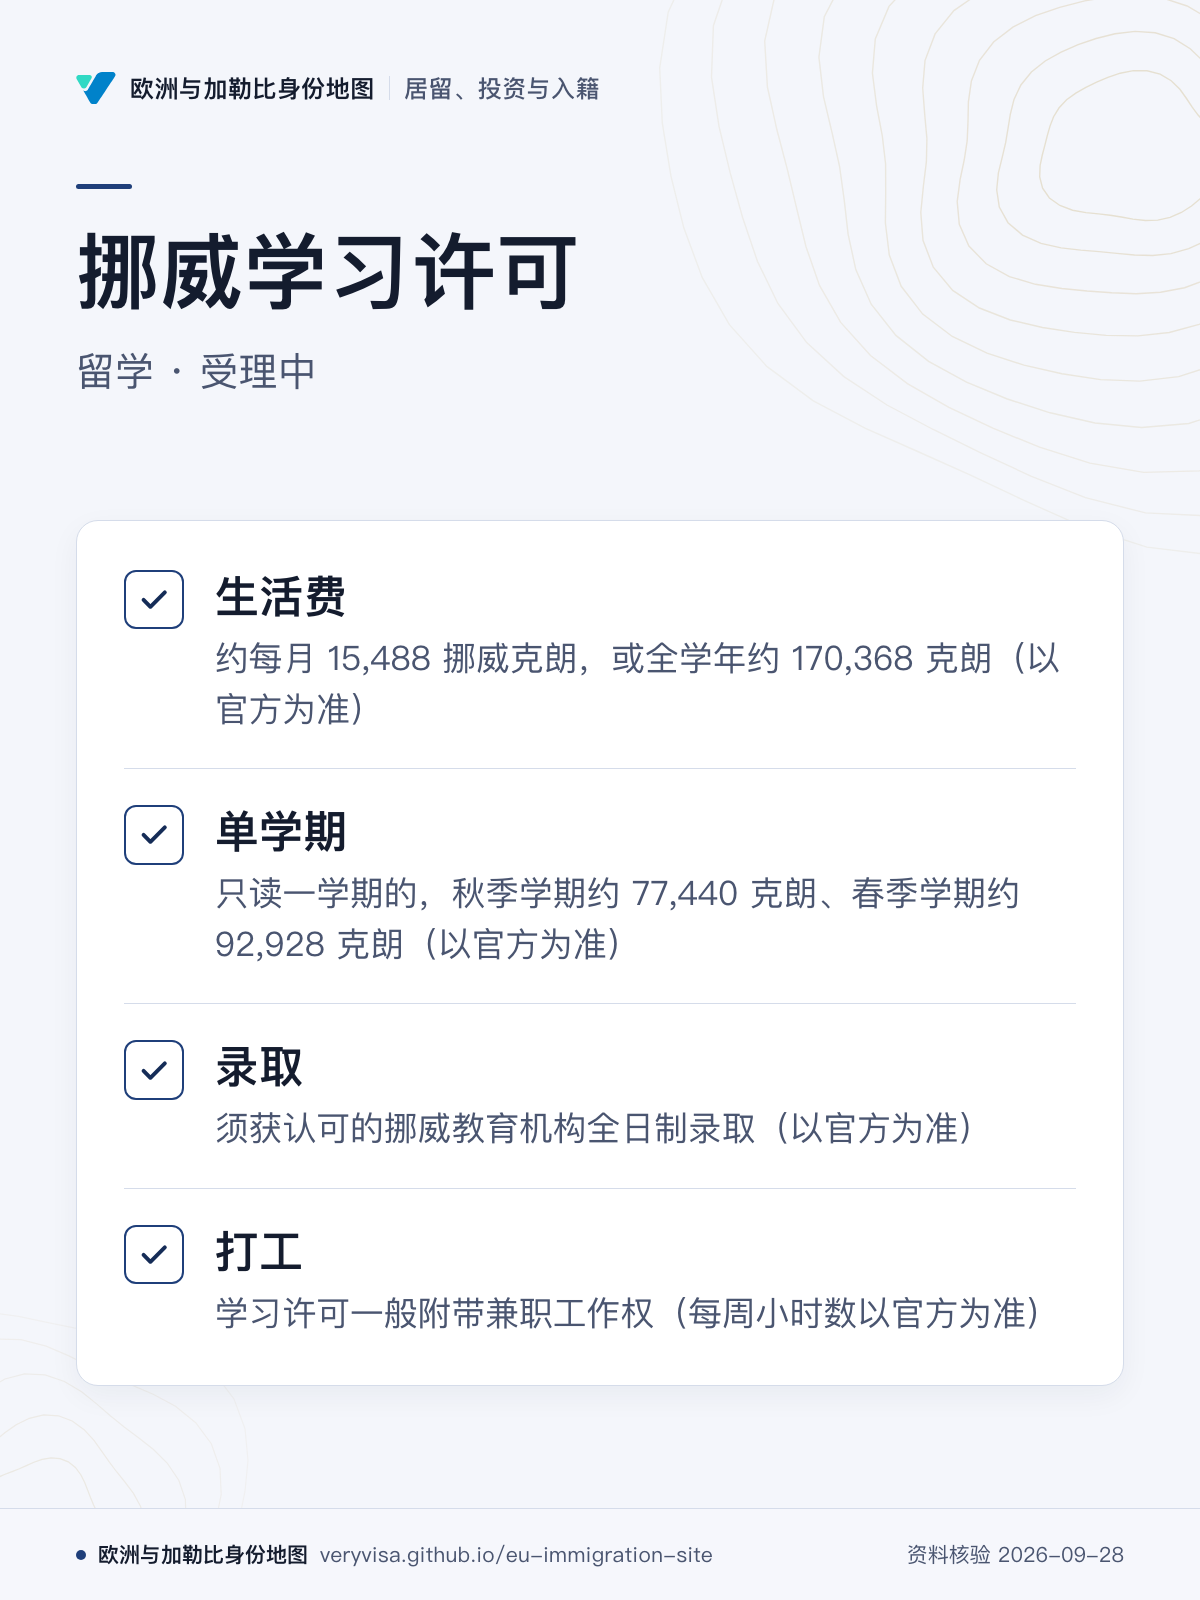 欧洲与加勒比身份地图 居留、投资与入籍
挪威学习许可
留学 · 受理中
生活费
约每月 15,488 挪威克朗，或全学年约 170,368 克朗（以
官方为准）
单学期
只读一学期的，秋季学期约 77,440 克朗、春季学期约
92,928 克朗（以官方为准）
录取
须获认可的挪威教育机构全日制录取（以官方为准）
打工
学习许可一般附带兼职工作权（每周小时数以官方为准）
欧洲与加勒比身份地图 veryvisa.github.io/eu-immigration-site 资料核验 2026-09-28